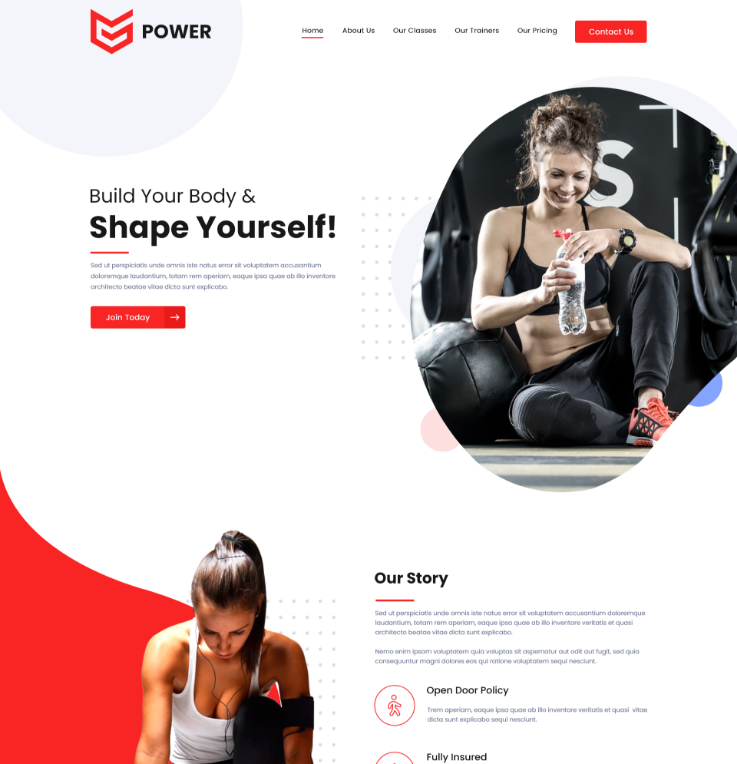 POWER
Home
About Us
Our Classes
Our Trainers
Our Pricing
Contact Us
S
Build Your Body &
Shape Yourself!
Sed ut perspiciatis unde omnis iste natus error sit voluptatem accusantium
doloremque laudantium, totam rem aperiam, eaque ipsa quae ab illo inventore
architecto beatae vitae dicta sunt explicabo.
Join Today
Our Story
Sed ut perspiciatis unde omnis iste natus error sit voluptatem accusantium doloremque
laudantium, totam rem aperiam, eaque ipsa quae ab illo inventore veritatis et quasi
architecto beatae vitae dicta sunt explicabo.
Nemo enim ipsam voluptatem quia voluptas sit aspernatur aut odit aut fugit, sed quia
consequuntur magni dolores eos qui ratione voluptatem sequi nesciunt.
Open Door Policy
Trem aperiam, eaque ipsa quae ab illo inventore veritatis et quasi vitae
dicta sunt explicabo sequi nesciunt.
Fully Insured